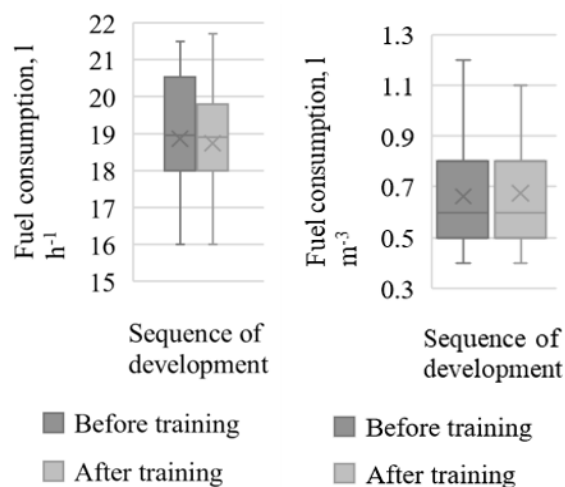 Fuel consumption, l
h⁻¹
22
21
20
19
18
17
16
15
Sequence of
development
Before training
After training
Fuel consumption, l
m⁻³
1.3
1.1
0.9
0.7
0.5
0.3
Sequence of
development
Before training
After training